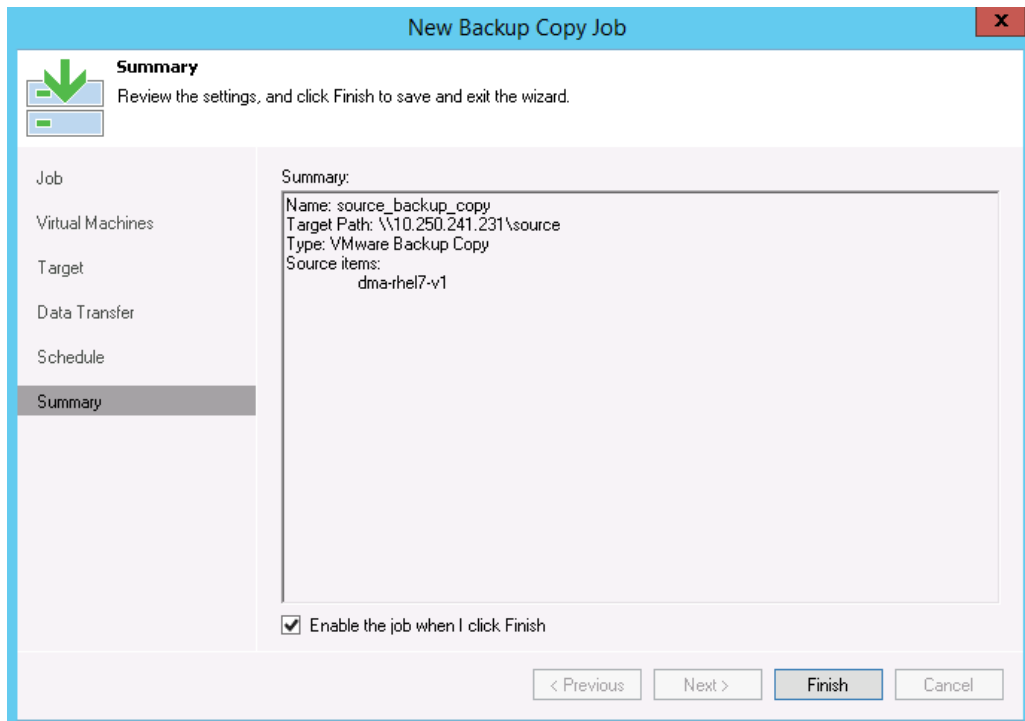 New Backup Copy Job
x
Summary
Review the settings, and click Finish to save and exit the wizard.
Job
Virtual Machines
Target
Data Transfer
Schedule
Summary
Summary:
Name: source_backup_copy
Target Path: \\10.250.241.231\source
Type: VMware Backup Copy
Source items:
dma-rhel7-v1
Enable the job when I click Finish
< Previous
Next >
Finish
Cancel